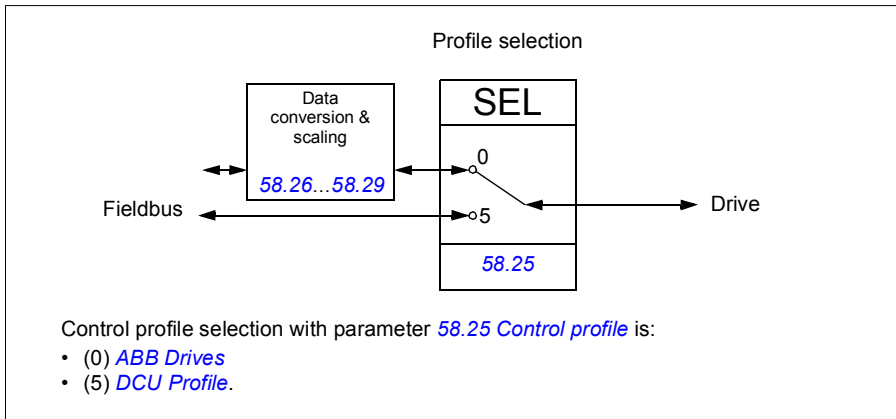 Profile selection
Data
conversion &
scaling
58.26...58.29
SEL
0
5
58.25
Fieldbus
Drive
Control profile selection with parameter 58.25 Control profile is:
• (0) ABB Drives
• (5) DCU Profile.